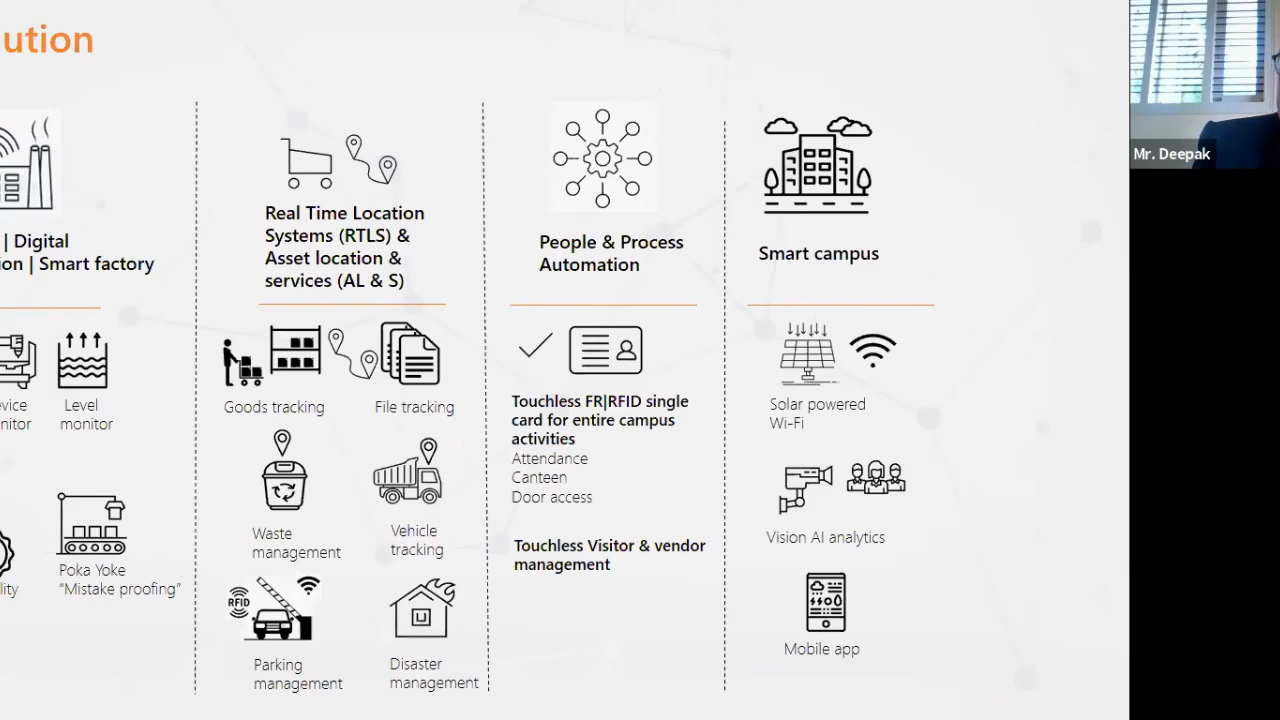 ution
| Digital
ion | Smart factory
evice
nitor
Level
monitor
lity
Poka Yoke
“Mistake proofing”
Real Time Location
Systems (RTLS) &
Asset location &
services (AL & S)
Goods tracking
File tracking
Waste
management
Vehicle
tracking
RFID
Parking
management
Disaster
management
People & Process
Automation
Touchless FR|RFID single
card for entire campus
activities
Attendance
Canteen
Door access
Touchless Visitor & vendor
management
Smart campus
Solar powered
Wi-Fi
Vision AI analytics
Mobile app
Mr. Deepak